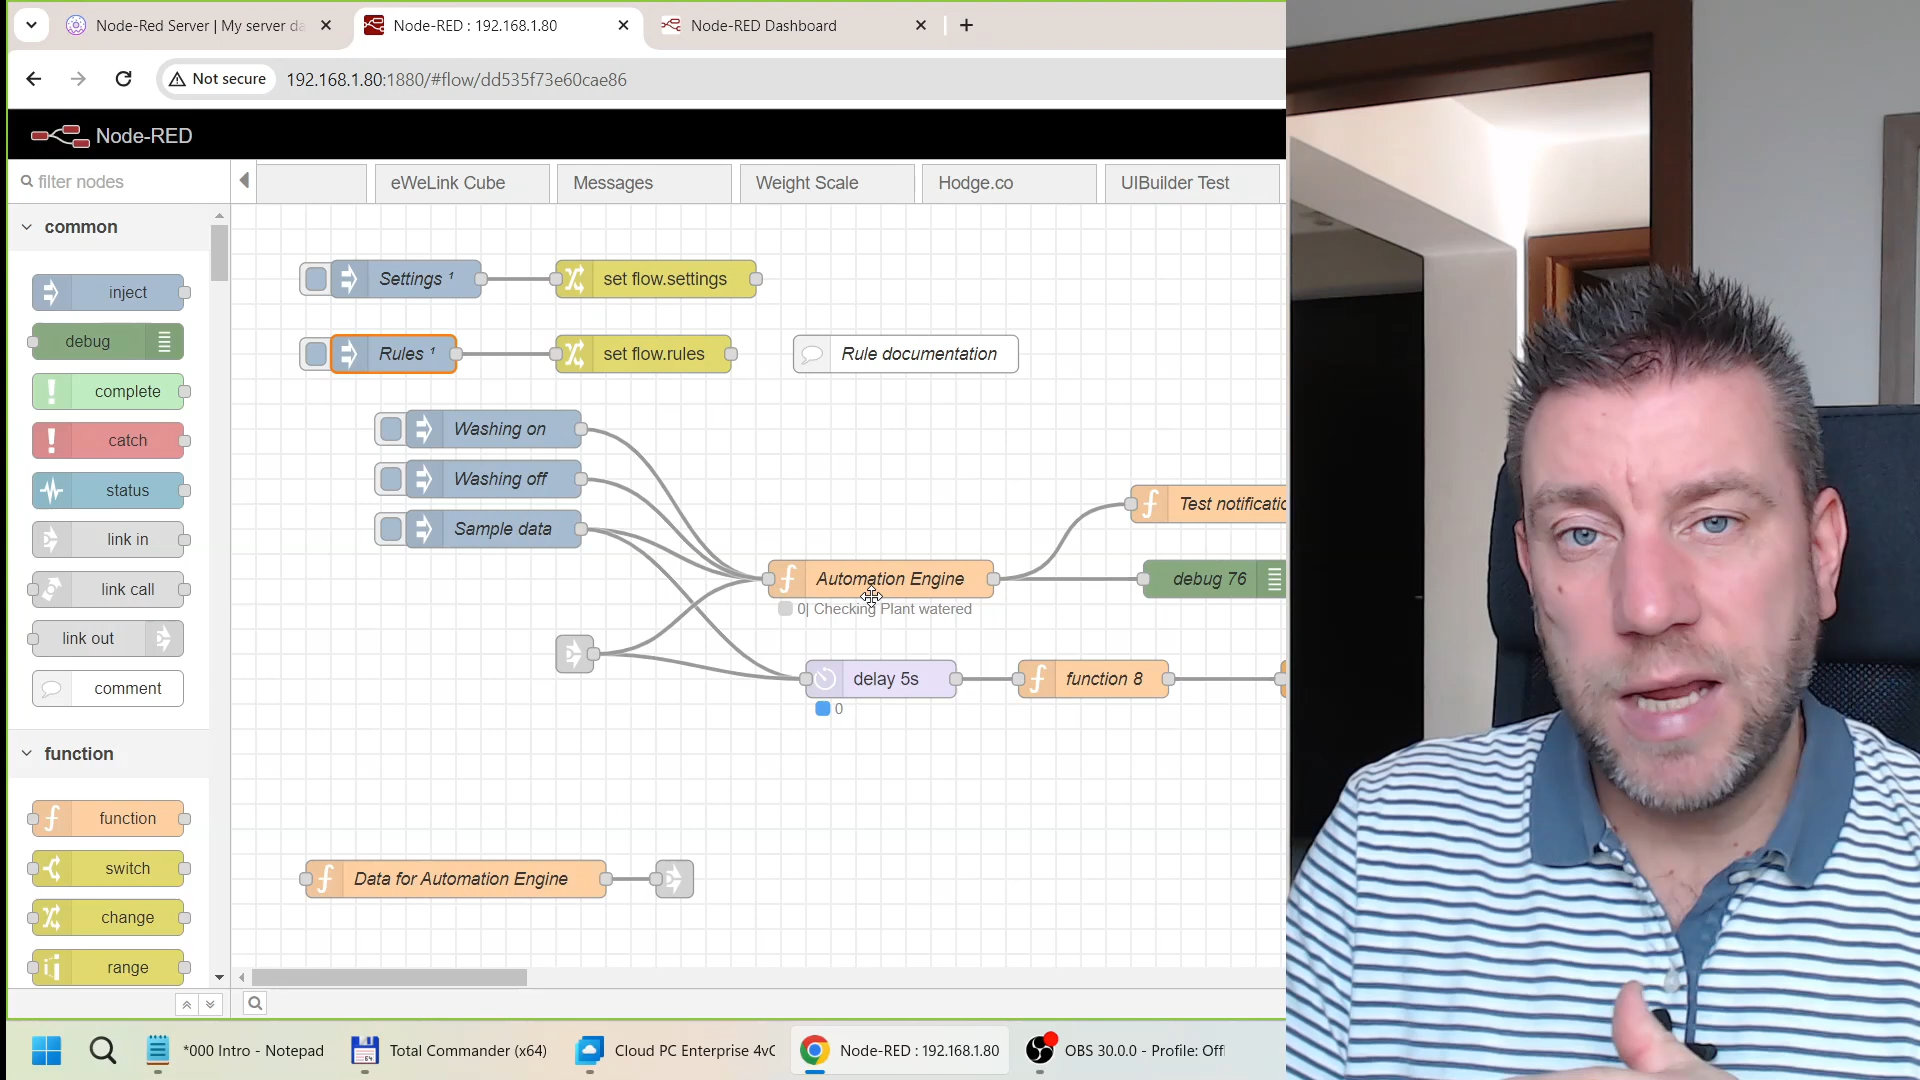 Node-Red Server | My server da
Node-RED : 192.168.1.80
Node-RED Dashboard
Not secure
192.168.1.80:1880/#flow/dd535f73e60cae86
Node-RED
filter nodes
eWeLink Cube
Messages
Weight Scale
Hodge.co
UIBuilder Test
common
inject
debug
complete
catch
status
link in
link call
link out
comment
function
function
switch
change
range
Settings ¹
set flow.settings
Rules ¹
set flow.rules
Rule documentation
Washing on
Washing off
Sample data
Test notificatio
Automation Engine
0| Checking Plant watered
debug 76
delay 5s
0
function 8
Data for Automation Engine
*000 Intro - Notepad
64
Total Commander (x64)
Cloud PC Enterprise 4vC
Node-RED : 192.168.1.80
OBS 30.0.0 - Profile: Off